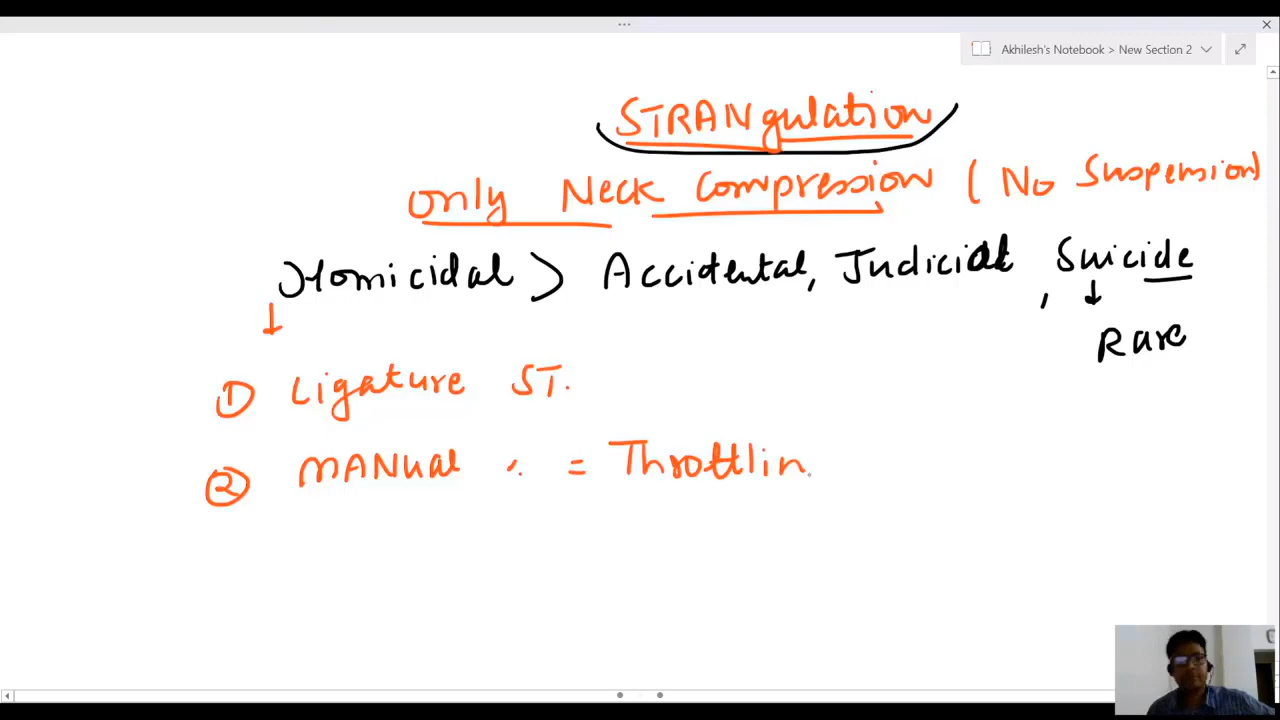 Akhilesh's Notebook > New Section 2
STRANgulation
only Neck Compression (No Suspension)
Homicidal > Accidental, Judicial, Suicide
↓ ↓
Rare
① Ligature ST.
② MANual " = Throttlin